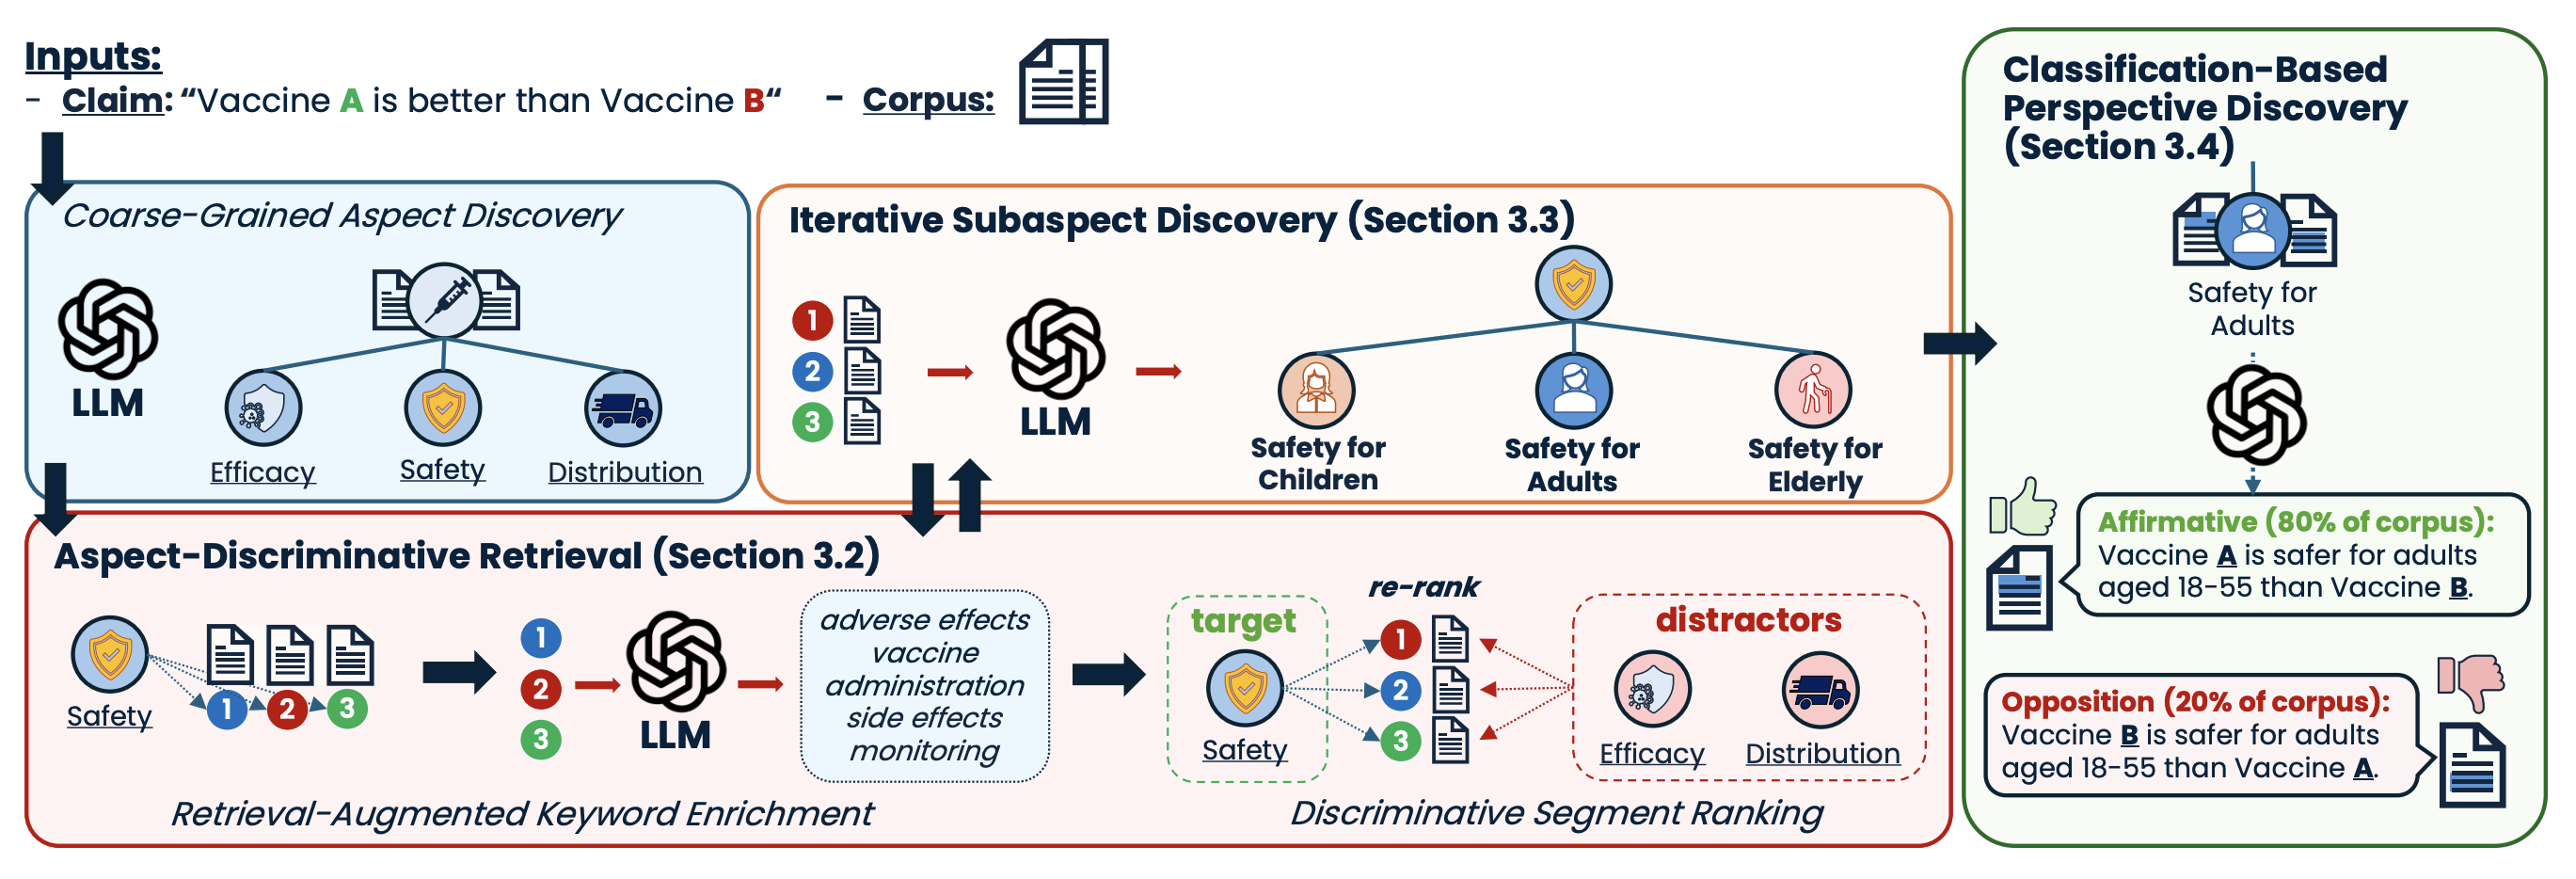 Inputs:
- Claim: “Vaccine A is better than Vaccine B“
- Corpus:
Coarse-Grained Aspect Discovery
LLM
Efficacy
Safety
Distribution
Iterative Subaspect Discovery (Section 3.3)
1
2
3
LLM
Safety for
Children
Safety for
Adults
Safety for
Elderly
Aspect-Discriminative Retrieval (Section 3.2)
Safety
1
2
3
1
2
3
LLM
adverse effects
vaccine
administration
side effects
monitoring
Retrieval-Augmented Keyword Enrichment
target
Safety
re-rank
1
2
3
distractors
Efficacy
Distribution
Discriminative Segment Ranking
Classification-Based
Perspective Discovery
(Section 3.4)
Safety for
Adults
Affirmative (80% of corpus):
Vaccine A is safer for adults
aged 18-55 than Vaccine B.
Opposition (20% of corpus):
Vaccine B is safer for adults
aged 18-55 than Vaccine A.